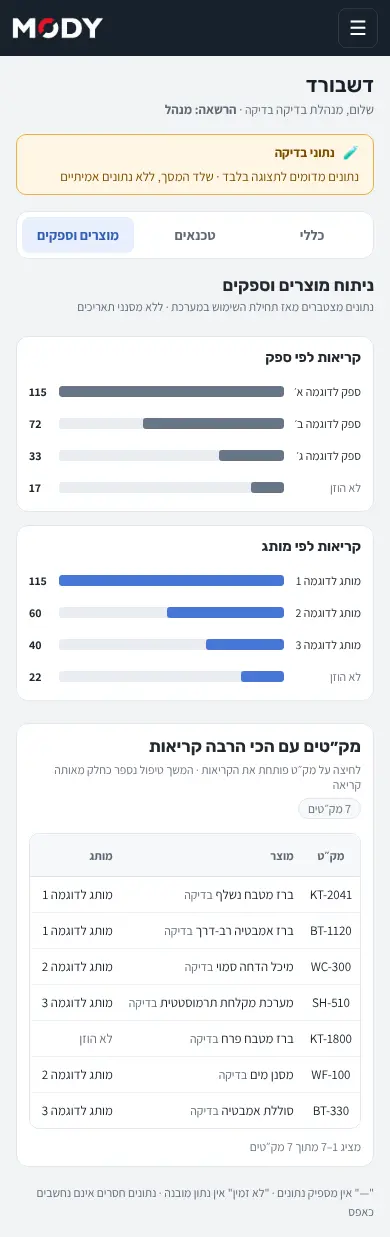 MODY
דשבורד
שלום, מנהלת בדיקה בדיקה · הרשאה: מנהל
🧪 נתוני בדיקה
נתונים מדומים לתצוגה בלבד · שלד המסך, ללא נתונים אמיתיים
כללי טכנאים מוצרים וספקים
ניתוח מוצרים וספקים
נתונים מצטברים מאז תחילת השימוש במערכת · ללא מסנני תאריכים
קריאות לפי ספק
ספק לדוגמה א׳ 115
ספק לדוגמה ב׳ 72
ספק לדוגמה ג׳ 33
לא הוזן 17
קריאות לפי מותג
מותג לדוגמה 1 115
מותג לדוגמה 2 60
מותג לדוגמה 3 40
לא הוזן 22
מק״טים עם הכי הרבה קריאות
לחיצה על מק״ט פותחת את הקריאות · המשך טיפול נספר כחלק מאותה
קריאה
7 מק״טים
מק״ט מוצר מותג
KT-2041 ברז מטבח נשלף בדיקה מותג לדוגמה 1
BT-1120 ברז אמבטיה רב-דרך בדיקה מותג לדוגמה 1
WC-300 מיכל הדחה סמוי בדיקה מותג לדוגמה 2
SH-510 מערכת מקלחת תרמוסטטית בדיקה מותג לדוגמה 3
KT-1800 ברז מטבח פרח בדיקה לא הוזן
WF-100 מסנן מים בדיקה מותג לדוגמה 2
BT-330 סוללת אמבטיה בדיקה מותג לדוגמה 3
מציג 1–7 מתוך 7 מק״טים
"—" אין מספיק נתונים · "לא זמין" אין נתון מובנה · נתונים חסרים אינם נחשבים
כאפס